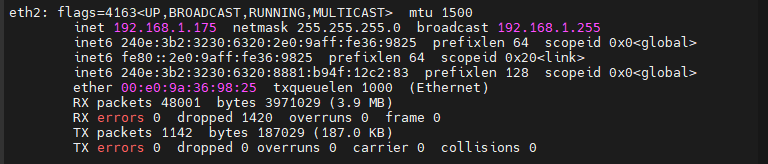 eth2: flags=4163<UP,BROADCAST,RUNNING,MULTICAST>  mtu 1500
        inet 192.168.1.175  netmask 255.255.255.0  broadcast 192.168.1.255
        inet6 240e:3b2:3230:6320:2e0:9aff:fe36:9825  prefixlen 64  scopeid 0x0<global>
        inet6 fe80::2e0:9aff:fe36:9825  prefixlen 64  scopeid 0x20<link>
        inet6 240e:3b2:3230:6320:8881:b94f:12c2:83  prefixlen 128  scopeid 0x0<global>
        ether 00:e0:9a:36:98:25  txqueuelen 1000  (Ethernet)
        RX packets 48001  bytes 3971029 (3.9 MB)
        RX errors 0  dropped 1420  overruns 0  frame 0
        TX packets 1142  bytes 187029 (187.0 KB)
        TX errors 0  dropped 0 overruns 0  carrier 0  collisions 0